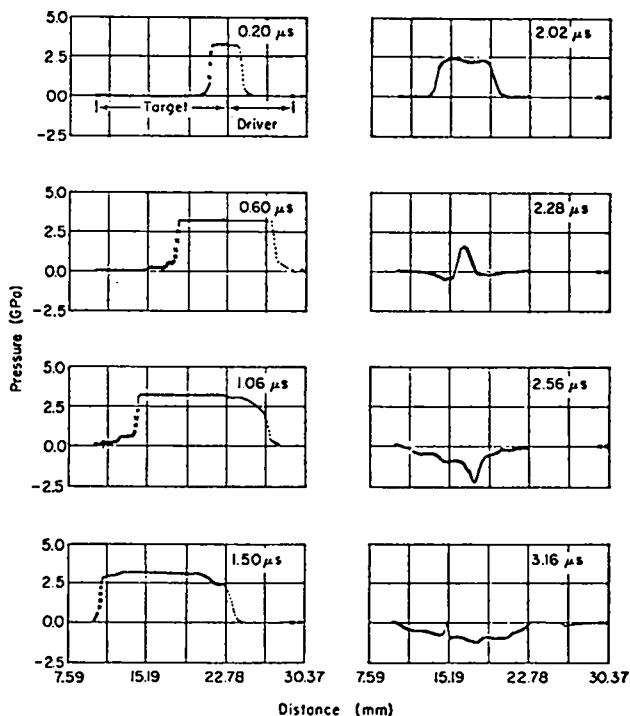 5.0
2.5
0.0
-2.5
0.20 μs
Target
Driver
2.02 μs
5.0
2.5
0.0
-2.5
0.60 μs
2.28 μs
5.0
2.5
0.0
-2.5
1.06 μs
2.56 μs
5.0
2.5
0.0
-2.5
1.50 μs
3.16 μs
Pressure (GPa)
7.59 15.19 22.78 30.37 7.59 15.19 22.78 30.37
Distance (mm)